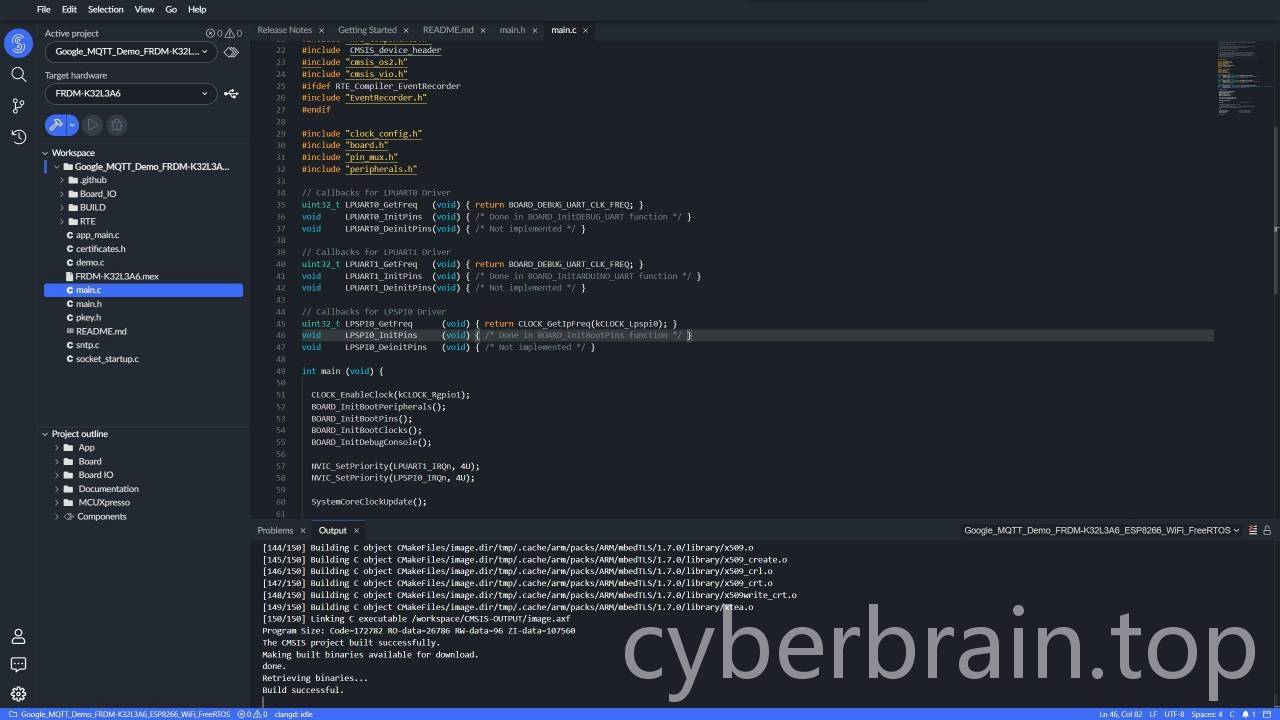 File Edit Selection View Go Help
Active project
0 0
Google_MQTT_Demo_FRDM-K32L...
Target hardware
FRDM-K32L3A6
Workspace
Google_MQTT_Demo_FRDM-K32L3A...
.github
Board_IO
BUILD
RTE
app_main.c
certificates.h
demo.c
FRDM-K32L3A6.mex
main.c
main.h
pkey.h
README.md
sntp.c
socket_startup.c
Project outline
App
Board
Board IO
Documentation
MCUXpresso
Components
Release Notes Getting Started README.md main.h main.c
22 #include CMSIS_device_header
23 #include "cmsis_os2.h"
24 #include "cmsis_vio.h"
25 #ifdef RTE_Compiler_EventRecorder
26 #include "EventRecorder.h"
27 #endif
28
29 #include "clock_config.h"
30 #include "board.h"
31 #include "pin_mux.h"
32 #include "peripherals.h"
33
34 // Callbacks for LPUART0 Driver
35 uint32_t LPUART0_GetFreq (void) { return BOARD_DEBUG_UART_CLK_FREQ; }
36 void LPUART0_InitPins (void) { /* Done in BOARD_InitDEBUG_UART function */ }
37 void LPUART0_DeinitPins(void) { /* Not implemented */ }
38
39 // Callbacks for LPUART1 Driver
40 uint32_t LPUART1_GetFreq (void) { return BOARD_DEBUG_UART_CLK_FREQ; }
41 void LPUART1_InitPins (void) { /* Done in BOARD_InitARDUINO_UART function */ }
42 void LPUART1_DeinitPins(void) { /* Not implemented */ }
43
44 // Callbacks for LPSPI0 Driver
45 uint32_t LPSPI0_GetFreq (void) { return CLOCK_GetIpFreq(kCLOCK_Lpspi0); }
46 void LPSPI0_InitPins (void) { /* Done in BOARD_InitBootPins function */ }
47 void LPSPI0_DeinitPins (void) { /* Not implemented */ }
48
49 int main (void) {
50
51 CLOCK_EnableClock(kCLOCK_Rgpio1);
52 BOARD_InitBootPeripherals();
53 BOARD_InitBootPins();
54 BOARD_InitBootClocks();
55 BOARD_InitDebugConsole();
56
57 NVIC_SetPriority(LPUART1_IRQn, 4U);
58 NVIC_SetPriority(LPSPI0_IRQn, 4U);
59
60 SystemCoreClockUpdate();
61
Problems Output Google_MQTT_Demo_FRDM-K32L3A6_ESP8266_WiFi_FreeRTOS
[144/150] Building C object CMakeFiles/image.dir/tmp/.cache/arm/packs/ARM/mbedTLS/1.7.0/library/x509.o
[145/150] Building C object CMakeFiles/image.dir/tmp/.cache/arm/packs/ARM/mbedTLS/1.7.0/library/x509_create.o
[146/150] Building C object CMakeFiles/image.dir/tmp/.cache/arm/packs/ARM/mbedTLS/1.7.0/library/x509_crl.o
[147/150] Building C object CMakeFiles/image.dir/tmp/.cache/arm/packs/ARM/mbedTLS/1.7.0/library/x509_crt.o
[148/150] Building C object CMakeFiles/image.dir/tmp/.cache/arm/packs/ARM/mbedTLS/1.7.0/library/x509write_crt.o
[149/150] Building C object CMakeFiles/image.dir/tmp/.cache/arm/packs/ARM/mbedTLS/1.7.0/library/xtea.o
[150/150] Linking C executable /workspace/CMSIS-OUTPUT/image.axf
Program Size: Code=172782 RO-data=26786 RW-data=96 ZI-data=107560
The CMSIS project built successfully.
Making built binaries available for download.
done.
Retrieving binaries...
Build successful.
cyberbrain.top
Google_MQTT_Demo_FRDM-K32L3A6_ESP8266_WiFi_FreeRTOS 0 0 clangd: idle Ln 46, Col 82 LF UTF-8 Spaces: 4 C 1